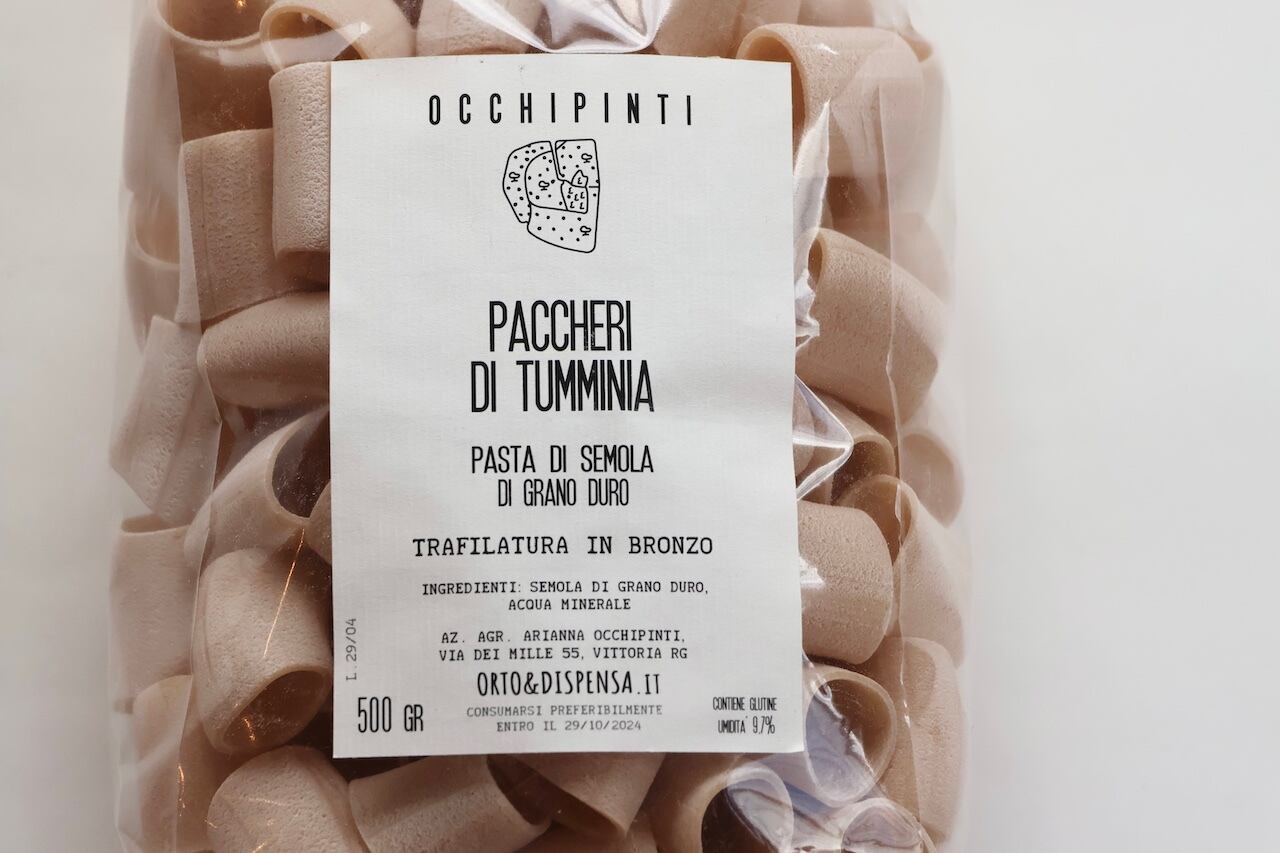 OCCHIPINTI
PACCHERI
DI TUMMINIA
PASTA DI SEMOLA
DI GRANO DURO
TRAFILATURA IN BRONZO
INGREDIENTI: SEMOLA DI GRANO DURO,
ACQUA MINERALE
AZ. AGR. ARIANNA OCCHIPINTI,
VIA DEI MILLE 55, VITTORIA RG
ORTO&DISPENSA.IT
CONSUMARSI PREFERIBILMENTE
ENTRO IL 29/10/2024
L.29/04
500 GR
CONTIENE GLUTINE
UMIDITA' 9,7%